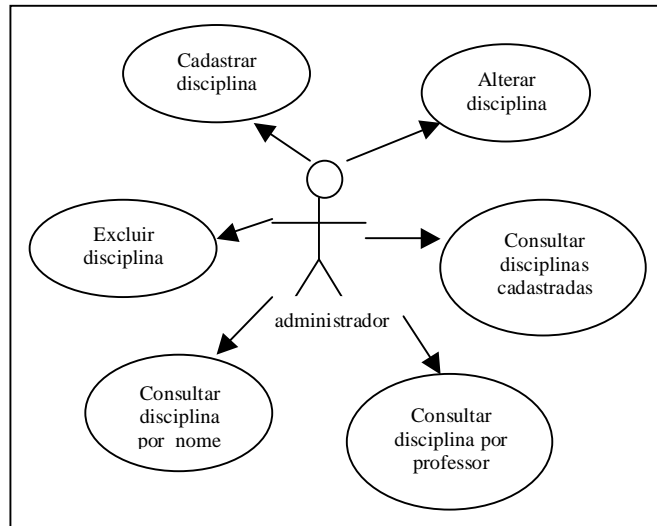 Cadastrar
disciplina
Alterar
disciplina
Excluir
disciplina
Consultar
disciplinas
cadastradas
administrador
Consultar
disciplina
por nome
Consultar
disciplina por
professor